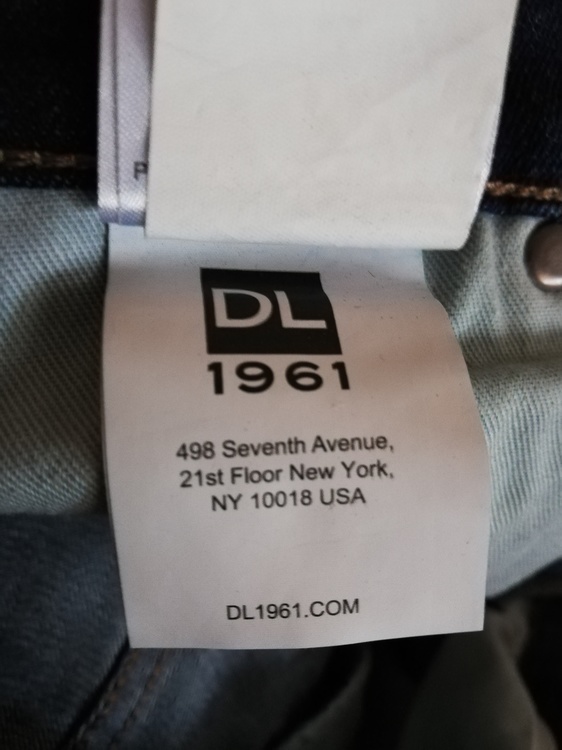 P
DL
1961
498 Seventh Avenue,
21st Floor New York,
NY 10018 USA
DL1961.COM